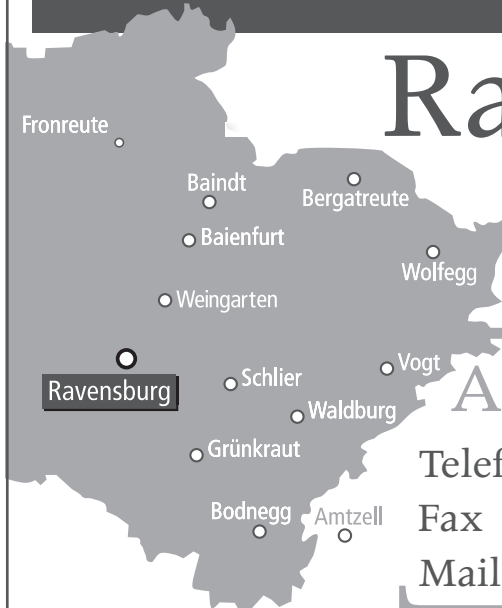 Ra
Fronreute
Baindt
Bergatreute
Baienfurt
Wolfegg
Weingarten
Vogt
Ravensburg
Schlier
A
Waldburg
Grünkraut
Telef
Bodnegg
Amtzell
Fax
Mail